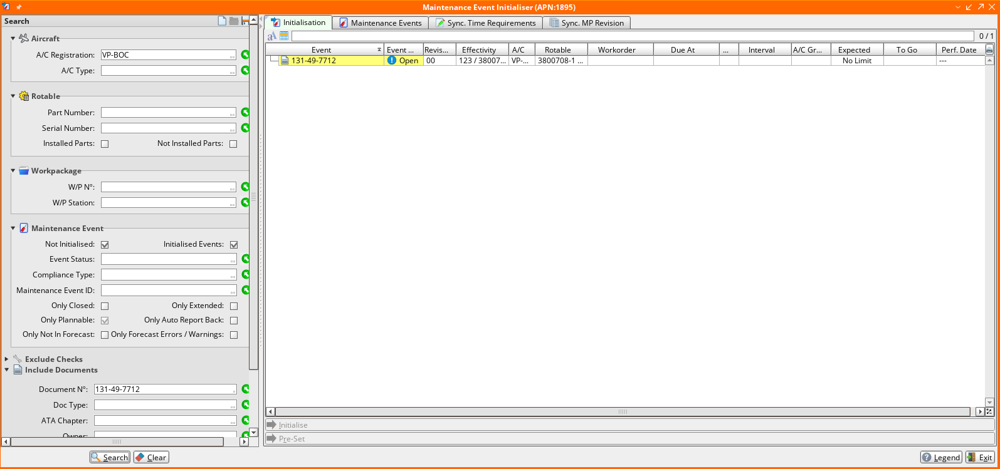 Maintenance Event Initialiser (APN:1895)
Search
Aircraft
A/C Registration: VP-BOC
A/C Type:
Rotable
Part Number:
Serial Number:
Installed Parts: Not Installed Parts:
Workpackage
W/P N°:
W/P Station:
Maintenance Event
Not Initialised: Initialised Events:
Event Status:
Compliance Type:
Maintenance Event ID:
Only Closed: Only Extended:
Only Plannable: Only Auto Report Back:
Only Not In Forecast: Only Forecast Errors / Warnings:
Exclude Checks
Include Documents
Document N°: 131-49-7712
Doc Type:
ATA Chapter:
Owner:
Search Clear
Initialisation Maintenance Events Sync. Time Requirements Sync. MP Revision
0 / 1
Event Event ... Revis... Effectivity A/C Rotable Workorder Due At ... Interval A/C Gr... Expected To Go Perf. Date
131-49-7712 Open 00 123 / 38007... VP-... 3800708-1 ... No Limit ---
Initialise
Pre-Set
Legend Exit